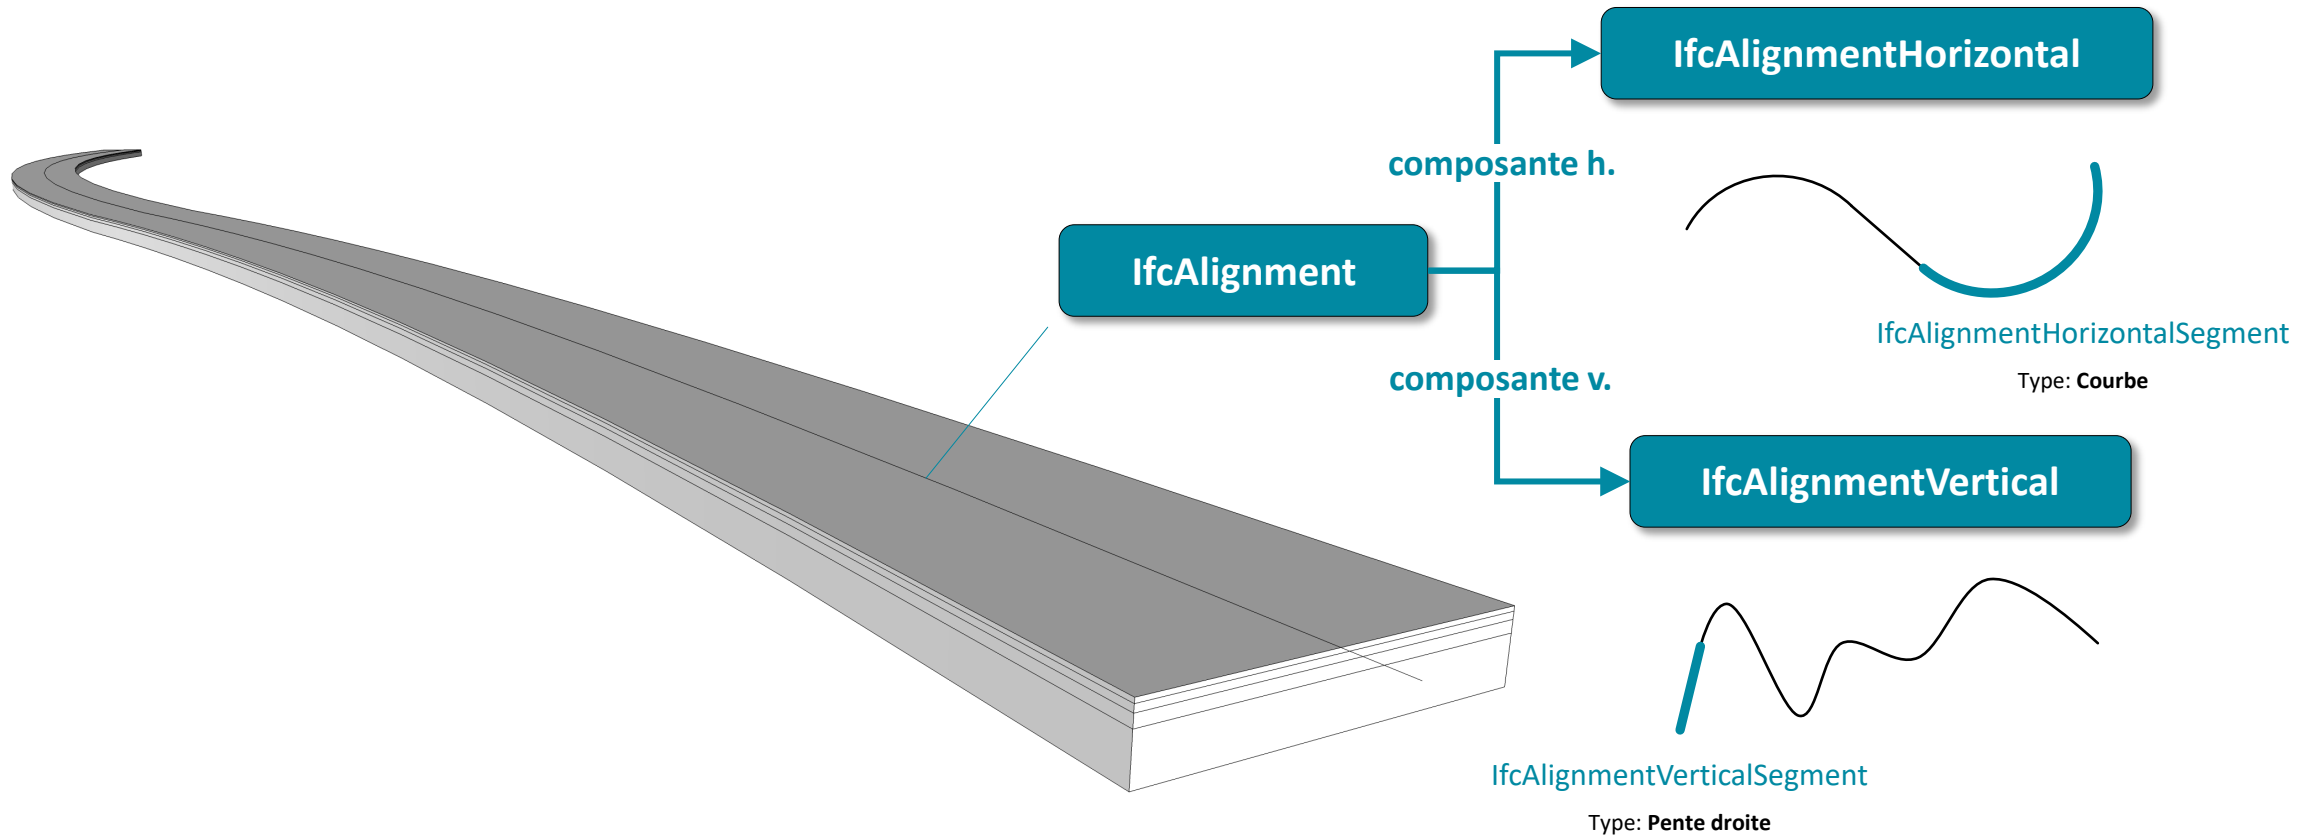 IfcAlignmentHorizontal
composante h.
IfcAlignment
IfcAlignmentHorizontalSegment
Type: Courbe
composante v.
IfcAlignmentVertical
IfcAlignmentVerticalSegment
Type: Pente droite